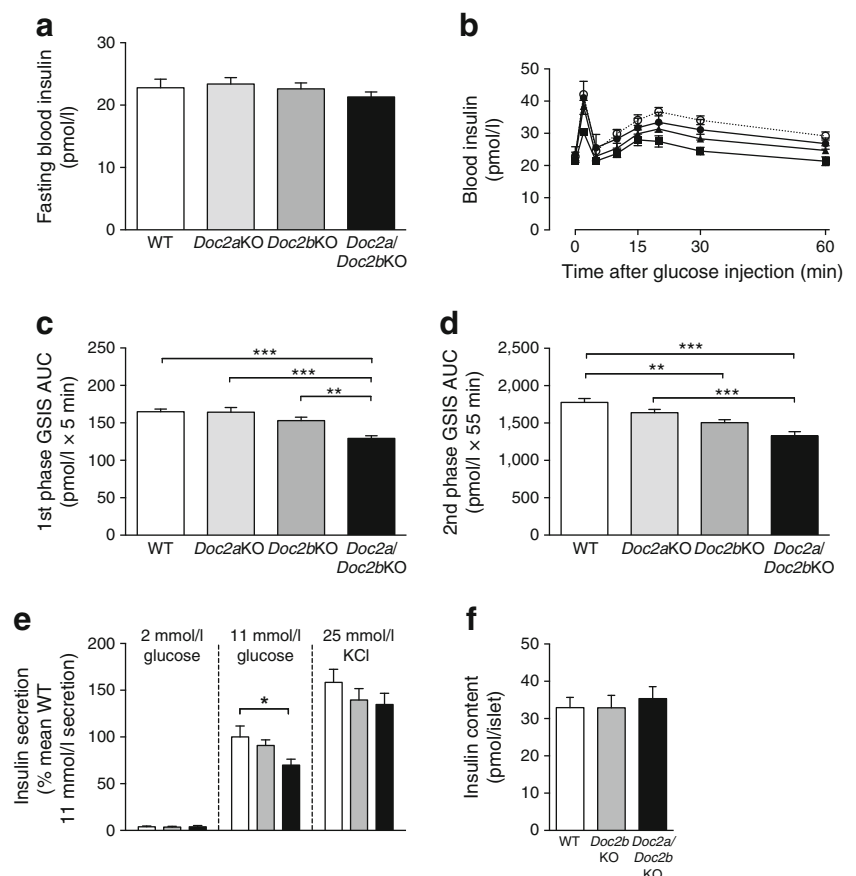 a
Fasting blood insulin
(pmol/l)
30
20
10
0
WT
Doc2aKO
Doc2bKO
Doc2a/
Doc2bKO
b
Blood insulin
(pmol/l)
50
40
30
20
10
0
0
15
30
60
Time after glucose injection (min)
c
1st phase GSIS AUC
(pmol/l × 5 min)
250
200
150
100
50
0
***
***
**
WT
Doc2aKO
Doc2bKO
Doc2a/
Doc2bKO
d
2nd phase GSIS AUC
(pmol/l × 55 min)
2,500
2,000
1,500
1,000
500
0
***
**
***
WT
Doc2aKO
Doc2bKO
Doc2a/
Doc2bKO
e
Insulin secretion
(% mean WT
11 mmol/l secretion)
200
150
100
50
0
2 mmol/l
glucose
11 mmol/l
glucose
25 mmol/l
KCl
*
f
Insulin content
(pmol/islet)
50
40
30
20
10
0
WT
Doc2b
KO
Doc2a/
Doc2b
KO